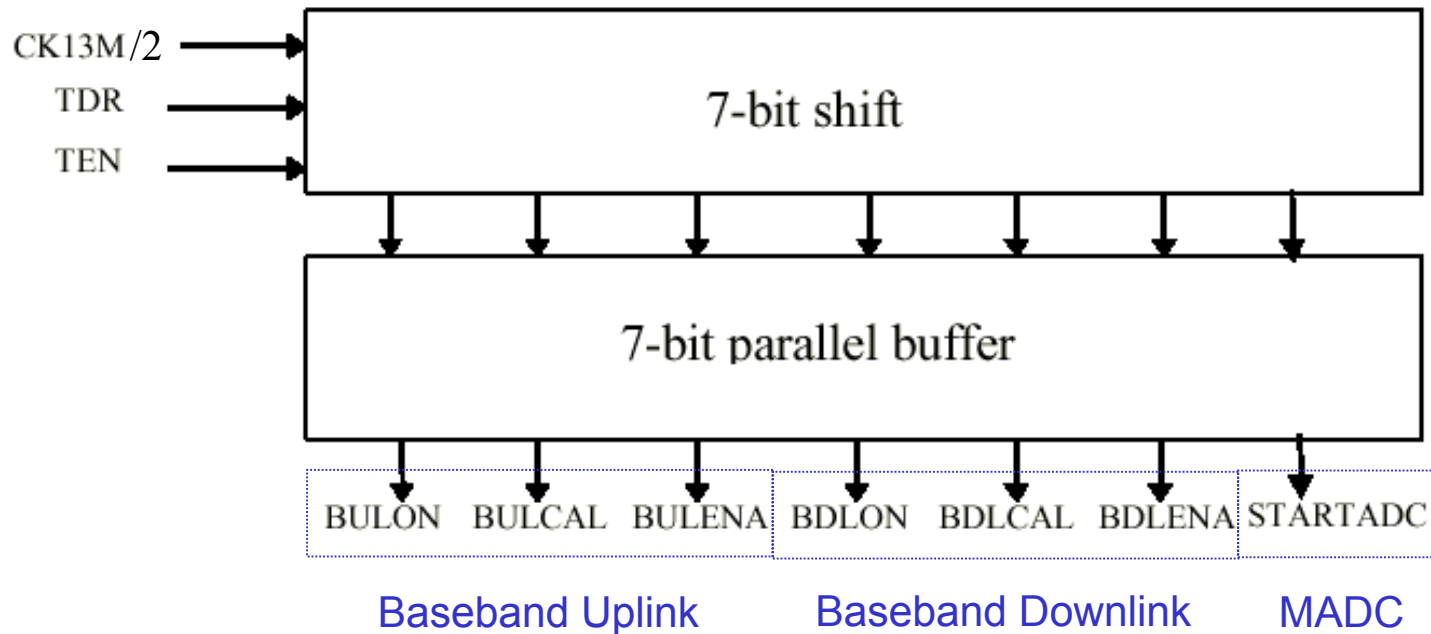 CK13M/2
TDR
TEN
7-bit shift
7-bit parallel buffer
BULON BULCAL BULENA BDLON BDLCAL BDLENA STARTADC
Baseband Uplink Baseband Downlink MADC